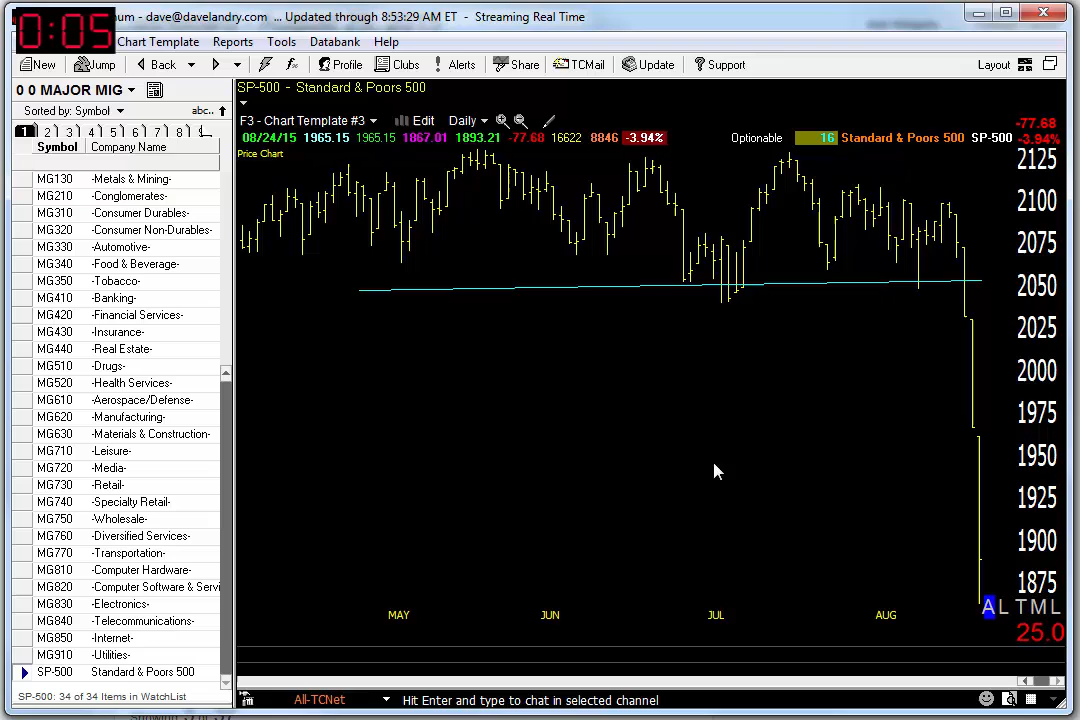 0:05
num - dave@davelandry.com ... Updated through 8:53:29 AM ET - Streaming Real Time
Chart Template Reports Tools Databank Help
New Jump Back Profile Clubs Alerts Share TCMail Update Support Layout
0 0 MAJOR MIG
Sorted by: Symbol abc..
1 2 3 4 5 6 7 8
Symbol Company Name
MG130 -Metals & Mining-
MG210 -Conglomerates-
MG310 -Consumer Durables-
MG320 -Consumer Non-Durables-
MG330 -Automotive-
MG340 -Food & Beverage-
MG350 -Tobacco-
MG410 -Banking-
MG420 -Financial Services-
MG430 -Insurance-
MG440 -Real Estate-
MG510 -Drugs-
MG520 -Health Services-
MG610 -Aerospace/Defense-
MG620 -Manufacturing-
MG630 -Materials & Construction-
MG710 -Leisure-
MG720 -Media-
MG730 -Retail-
MG740 -Specialty Retail-
MG750 -Wholesale-
MG760 -Diversified Services-
MG770 -Transportation-
MG810 -Computer Hardware-
MG820 -Computer Software & Servi
MG830 -Electronics-
MG840 -Telecommunications-
MG850 -Internet-
MG910 -Utilities-
SP-500 Standard & Poors 500
SP-500: 34 of 34 Items in WatchList
SP-500 - Standard & Poors 500
F3 - Chart Template #3 Edit Daily
08/24/15 1965.15 1965.15 1867.01 1893.21 -77.68 16622 8846 -3.94% Optionable 16 Standard & Poors 500 SP-500
-77.68
-3.94%
Price Chart
2125
2100
2075
2050
2025
2000
1975
1950
1925
1900
1875
A L T M L
MAY JUN JUL AUG
25.0
All-TCNet Hit Enter and type to chat in selected channel